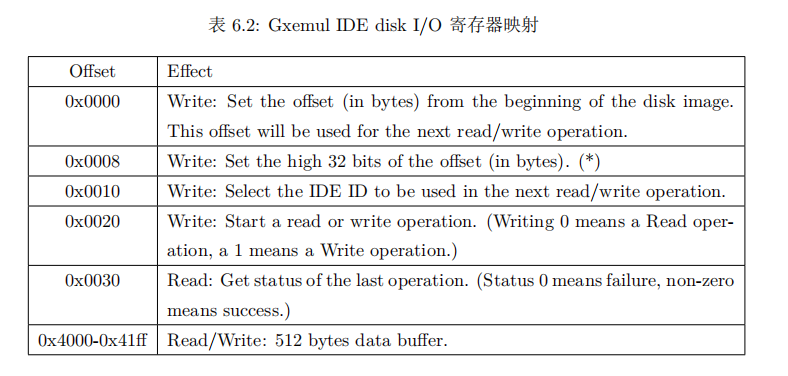 表 6.2: Gxemul IDE disk I/O 寄存器映射
Offset Effect
0x0000 Write: Set the offset (in bytes) from the beginning of the disk image.
This offset will be used for the next read/write operation.
0x0008 Write: Set the high 32 bits of the offset (in bytes). (*)
0x0010 Write: Select the IDE ID to be used in the next read/write operation.
0x0020 Write: Start a read or write operation. (Writing 0 means a Read oper-
ation, a 1 means a Write operation.)
0x0030 Read: Get status of the last operation. (Status 0 means failure, non-zero
means success.)
0x4000-0x41ff Read/Write: 512 bytes data buffer.